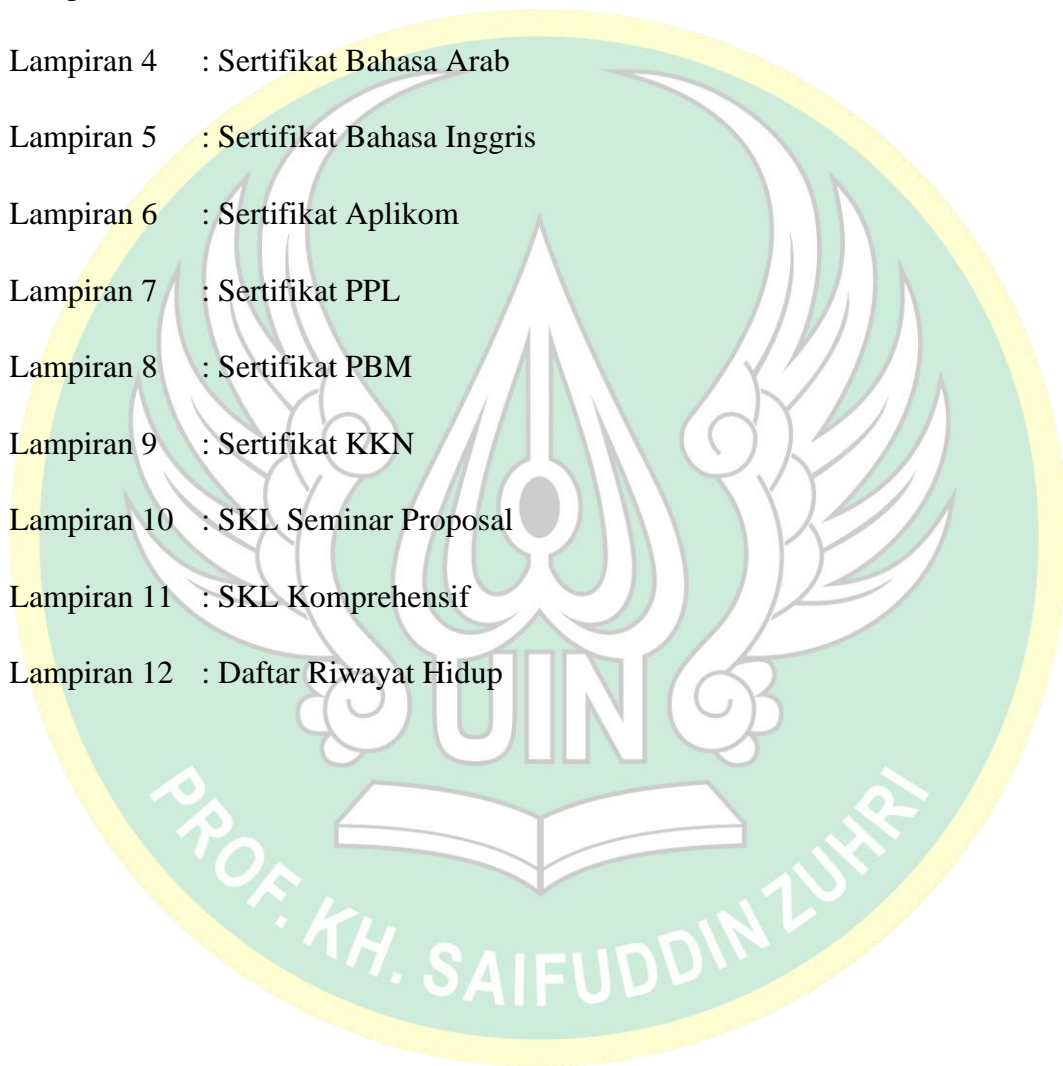 Lampiran 4 : Sertifikat Bahasa Arab
Lampiran 5 : Sertifikat Bahasa Inggris
Lampiran 6 : Sertifikat Aplikom
Lampiran 7 : Sertifikat PPL
Lampiran 8 : Sertifikat PBM
Lampiran 9 : Sertifikat KKN
Lampiran 10 : SKL Seminar Proposal
Lampiran 11 : SKL Komprehensif
Lampiran 12 : Daftar Riwayat Hidup
UIN
PROF. KH. SAIFUDDIN ZUHRI